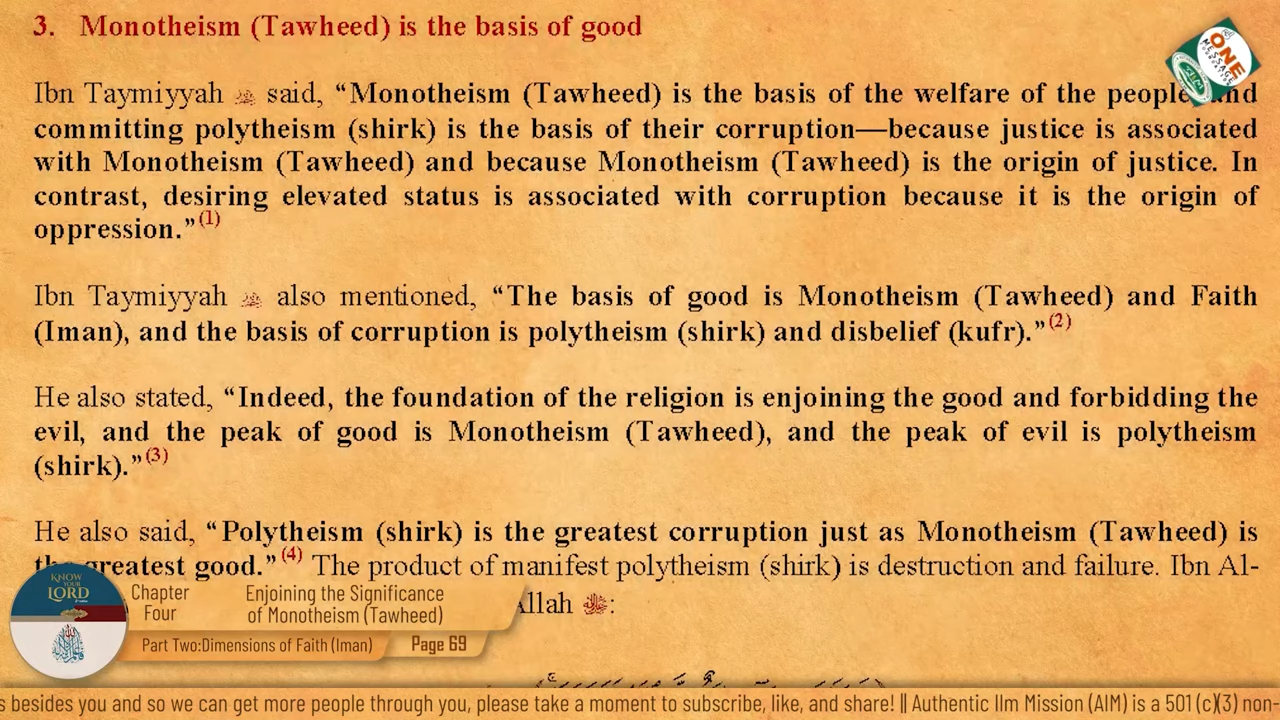 3. Monotheism (Tawheed) is the basis of good
Ibn Taymiyyah said, “Monotheism (Tawheed) is the basis of the welfare of the people, and
committing polytheism (shirk) is the basis of their corruption—because justice is associated
with Monotheism (Tawheed) and because Monotheism (Tawheed) is the origin of justice. In
contrast, desiring elevated status is associated with corruption because it is the origin of
oppression.”(1)
Ibn Taymiyyah also mentioned, “The basis of good is Monotheism (Tawheed) and Faith
(Iman), and the basis of corruption is polytheism (shirk) and disbelief (kufr).”(2)
He also stated, “Indeed, the foundation of the religion is enjoining the good and forbidding the
evil, and the peak of good is Monotheism (Tawheed), and the peak of evil is polytheism
(shirk).”(3)
He also said, “Polytheism (shirk) is the greatest corruption just as Monotheism (Tawheed) is
the greatest good.”(4) The product of manifest polytheism (shirk) is destruction and failure. Ibn Al-
Allah :
ONE
MESSAGE
FOUNDATION
KNOW
YOUR
LORD
Chapter
Four
Enjoining the Significance
of Monotheism (Tawheed)
Part Two:Dimensions of Faith (Iman)
Page 69
s besides you and so we can get more people through you, please take a moment to subscribe, like, and share! || Authentic Ilm Mission (AIM) is a 501 (c)(3) non-